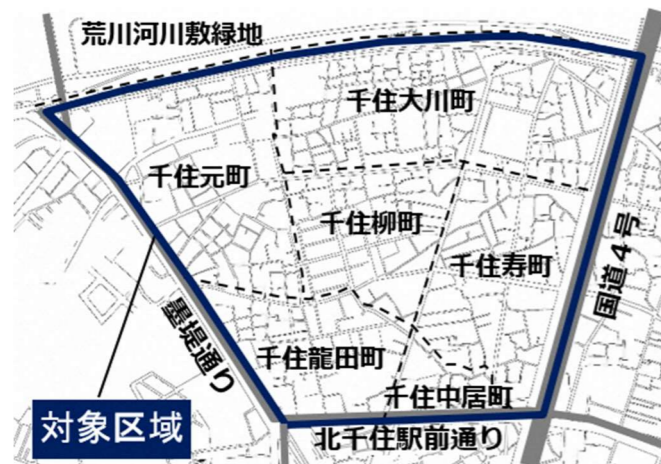 荒川河川敷緑地
千住大川町
千住元町
千住柳町
千住寿町
国道4号
墨堤通り
千住龍田町
千住中居町
対象区域
北千住駅前通り